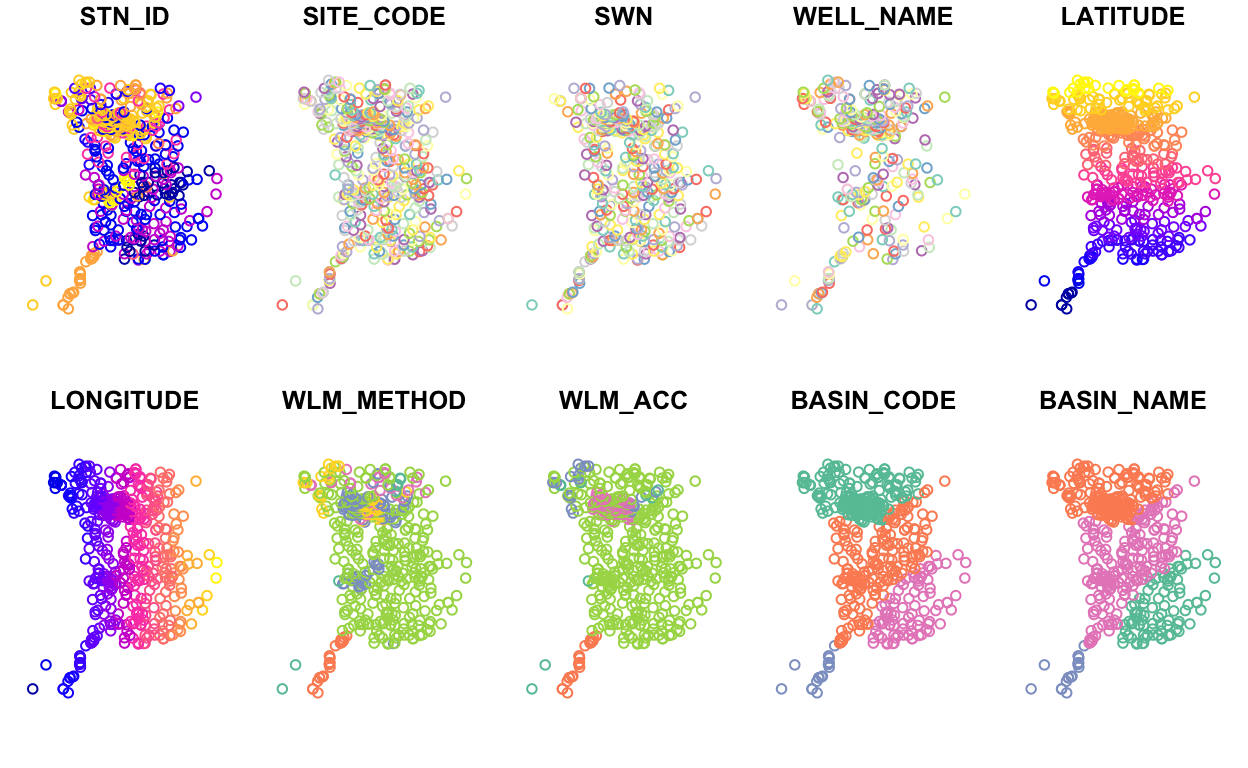 STN_ID SITE_CODE SWN WELL_NAME LATITUDE
LONGITUDE WLM_METHOD WLM_ACC BASIN_CODE BASIN_NAME